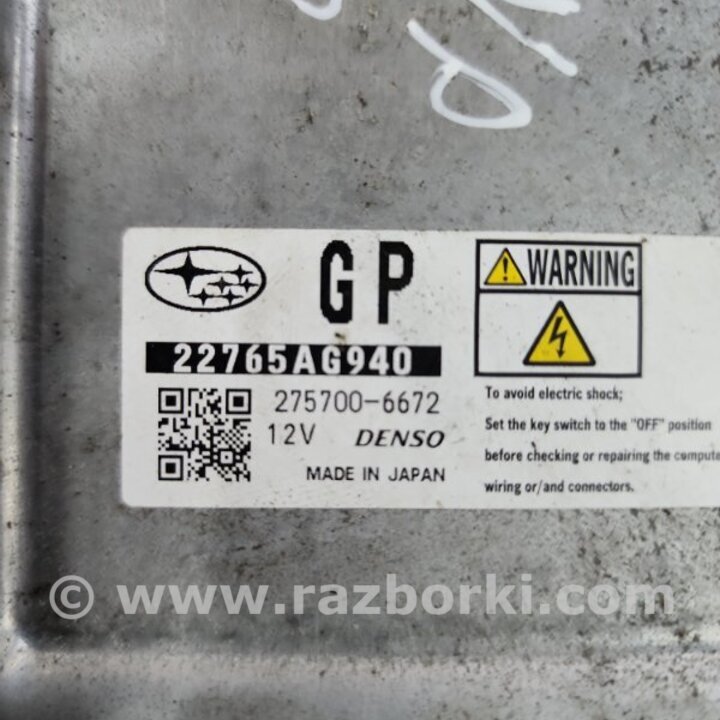 GP
22765AG940
275700-6672
12V DENSO
MADE IN JAPAN
WARNING
To avoid electric shock;
Set the key switch to the "OFF" position
before checking or repairing the compute
wiring or/and connectors.
© www.razborki.com